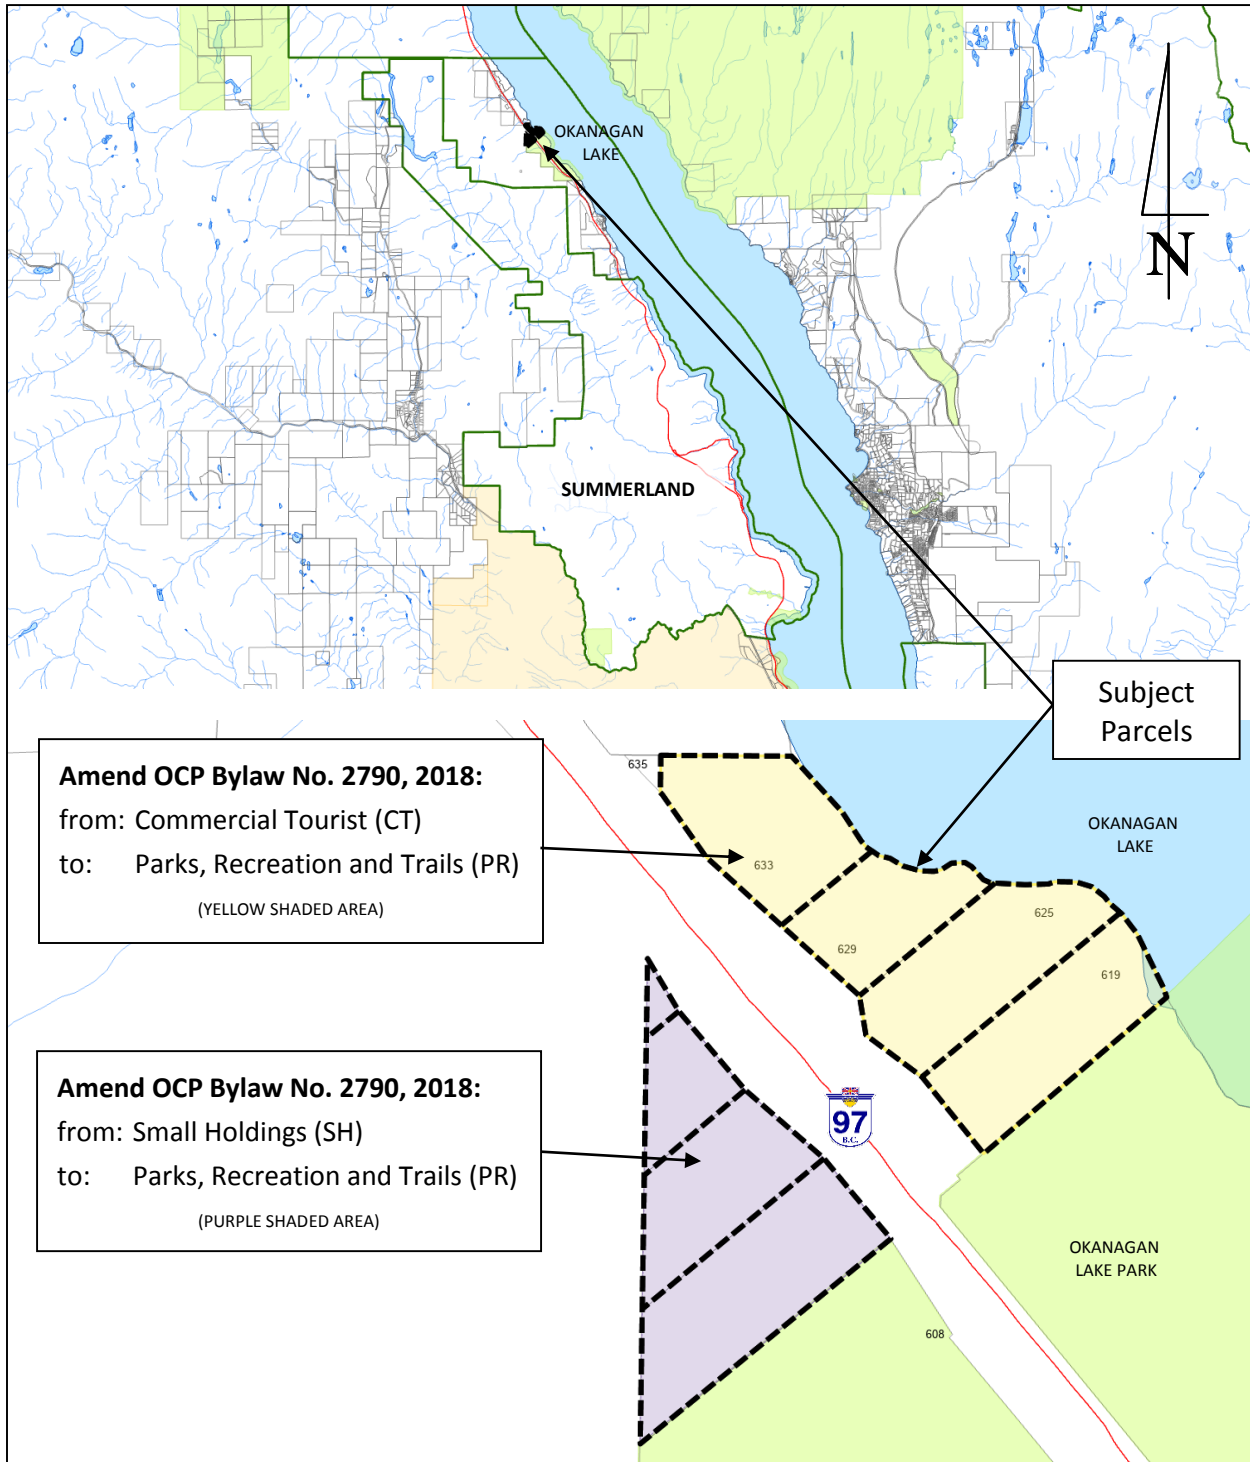 OKANAGAN
LAKE
N
SUMMERLAND
Subject
Parcels
Amend OCP Bylaw No. 2790, 2018:
from: Commercial Tourist (CT)
to: Parks, Recreation and Trails (PR)
(YELLOW SHADED AREA)
635
633
629
625
619
OKANAGAN
LAKE
Amend OCP Bylaw No. 2790, 2018:
from: Small Holdings (SH)
to: Parks, Recreation and Trails (PR)
(PURPLE SHADED AREA)
97
B.C.
OKANAGAN
LAKE PARK
608